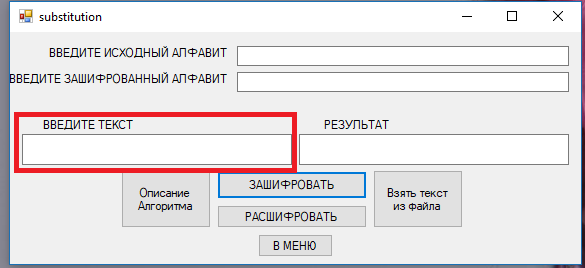 substitution
ВВЕДИТЕ ИСХОДНЫЙ АЛФАВИТ
ВВЕДИТЕ ЗАШИФРОВАННЫЙ АЛФАВИТ
ВВЕДИТЕ ТЕКСТ
РЕЗУЛЬТАТ
Описание
Алгоритма
ЗАШИФРОВАТЬ
РАСШИФРОВАТЬ
Взять текст
из файла
В МЕНЮ